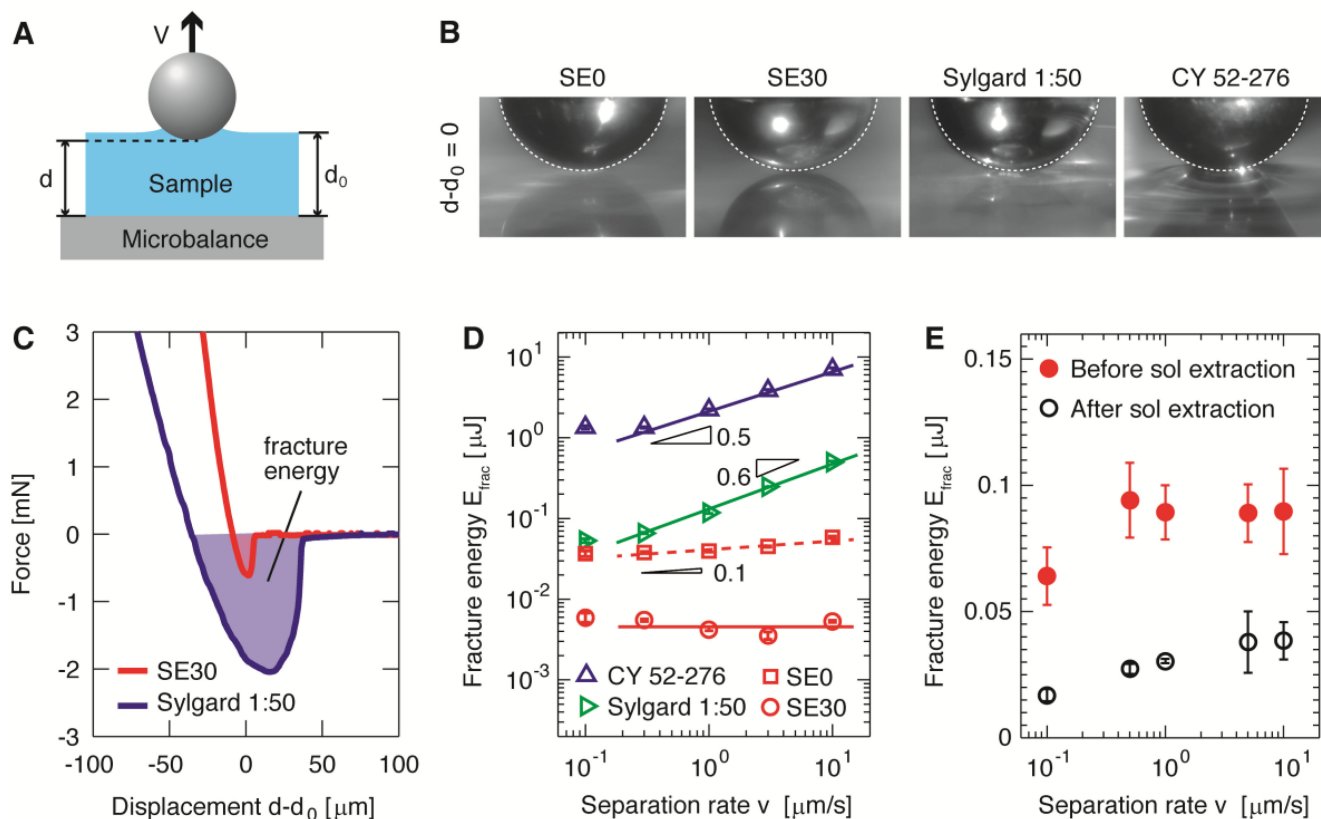 A
V
d
Sample
d0
Microbalance
B
SE0
SE30
Sylgard 1:50
CY 52-276
d-d0 = 0
C
Force [mN]
3
2
1
0
-1
-2
-3
fracture
energy
SE30
Sylgard 1:50
-100
-50
0
50
100
Displacement d-d0 [μm]
D
Fracture energy Efrac [μJ]
10^1
10^0
10^-1
10^-2
10^-3
0.5
0.6
0.1
CY 52-276
SE0
Sylgard 1:50
SE30
10^-1
10^0
10^1
Separation rate v [μm/s]
E
Fracture energy Efrac [μJ]
0.15
0.1
0.05
0
Before sol extraction
After sol extraction
10^-1
10^0
10^1
Separation rate v [μm/s]